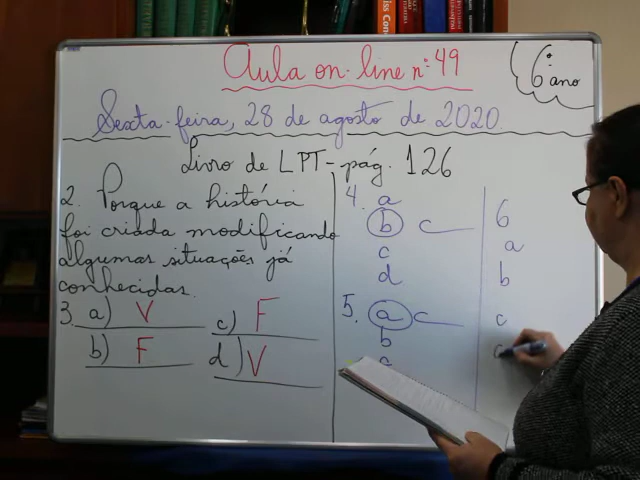 Aula on-line nº 49
6º ano
Sexta-feira, 28 de agosto de 2020.
Livro de LPT - pág. 126
2. Porque a história
foi criada modificando
algumas situações já
conhecidas.
3. a) V
c) F
b) F
d) V
4. a
b c
c
d
5. a c
b
c
6
a
b
c